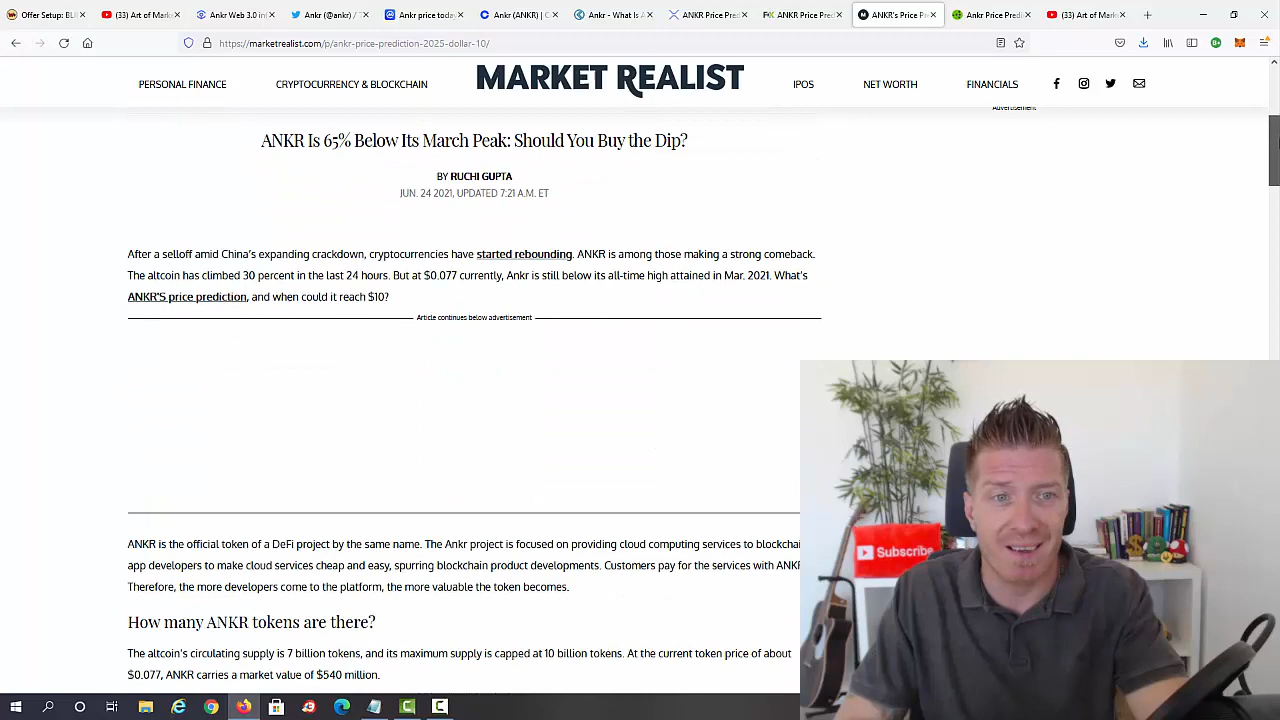 Offer Setup: BUI
(33) Art of Mark
Ankr Web 3.0 in
Ankr (@ankr) /
Ankr price toda
Ankr (ANKR) | C
Ankr - What Is A
ANKR Price Pred
ANKR Price Pred
ANKR's Price Pre
Ankr Price Predi
(33) Art of Mark
https://marketrealist.com/p/ankr-price-prediction-2025-dollar-10/
PERSONAL FINANCE
CRYPTOCURRENCY & BLOCKCHAIN
MARKET REALIST
IPOS
NET WORTH
FINANCIALS
Advertisement
ANKR Is 65% Below Its March Peak: Should You Buy the Dip?
BY RUCHI GUPTA
JUN. 24 2021, UPDATED 7:21 A.M. ET
After a selloff amid China's expanding crackdown, cryptocurrencies have started rebounding. ANKR is among those making a strong comeback.
The altcoin has climbed 30 percent in the last 24 hours. But at $0.077 currently, Ankr is still below its all-time high attained in Mar. 2021. What's
ANKR'S price prediction, and when could it reach $10?
Article continues below advertisement
ANKR is the official token of a DeFi project by the same name. The Ankr project is focused on providing cloud computing services to blockchai
app developers to make cloud services cheap and easy, spurring blockchain product developments. Customers pay for the services with ANKR
Therefore, the more developers come to the platform, the more valuable the token becomes.
How many ANKR tokens are there?
The altcoin's circulating supply is 7 billion tokens, and its maximum supply is capped at 10 billion tokens. At the current token price of about
$0.077, ANKR carries a market value of $540 million.
Subscribe